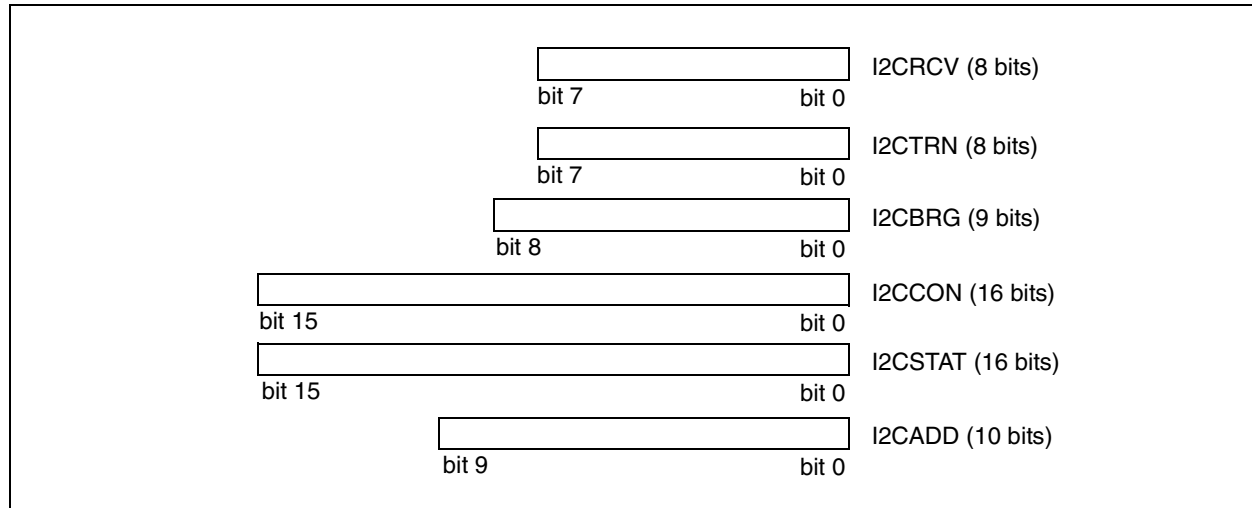 I2CRCV (8 bits)
bit 7 bit 0
I2CTRN (8 bits)
bit 7 bit 0
I2CBRG (9 bits)
bit 8 bit 0
I2CCON (16 bits)
bit 15 bit 0
I2CSTAT (16 bits)
bit 15 bit 0
I2CADD (10 bits)
bit 9 bit 0